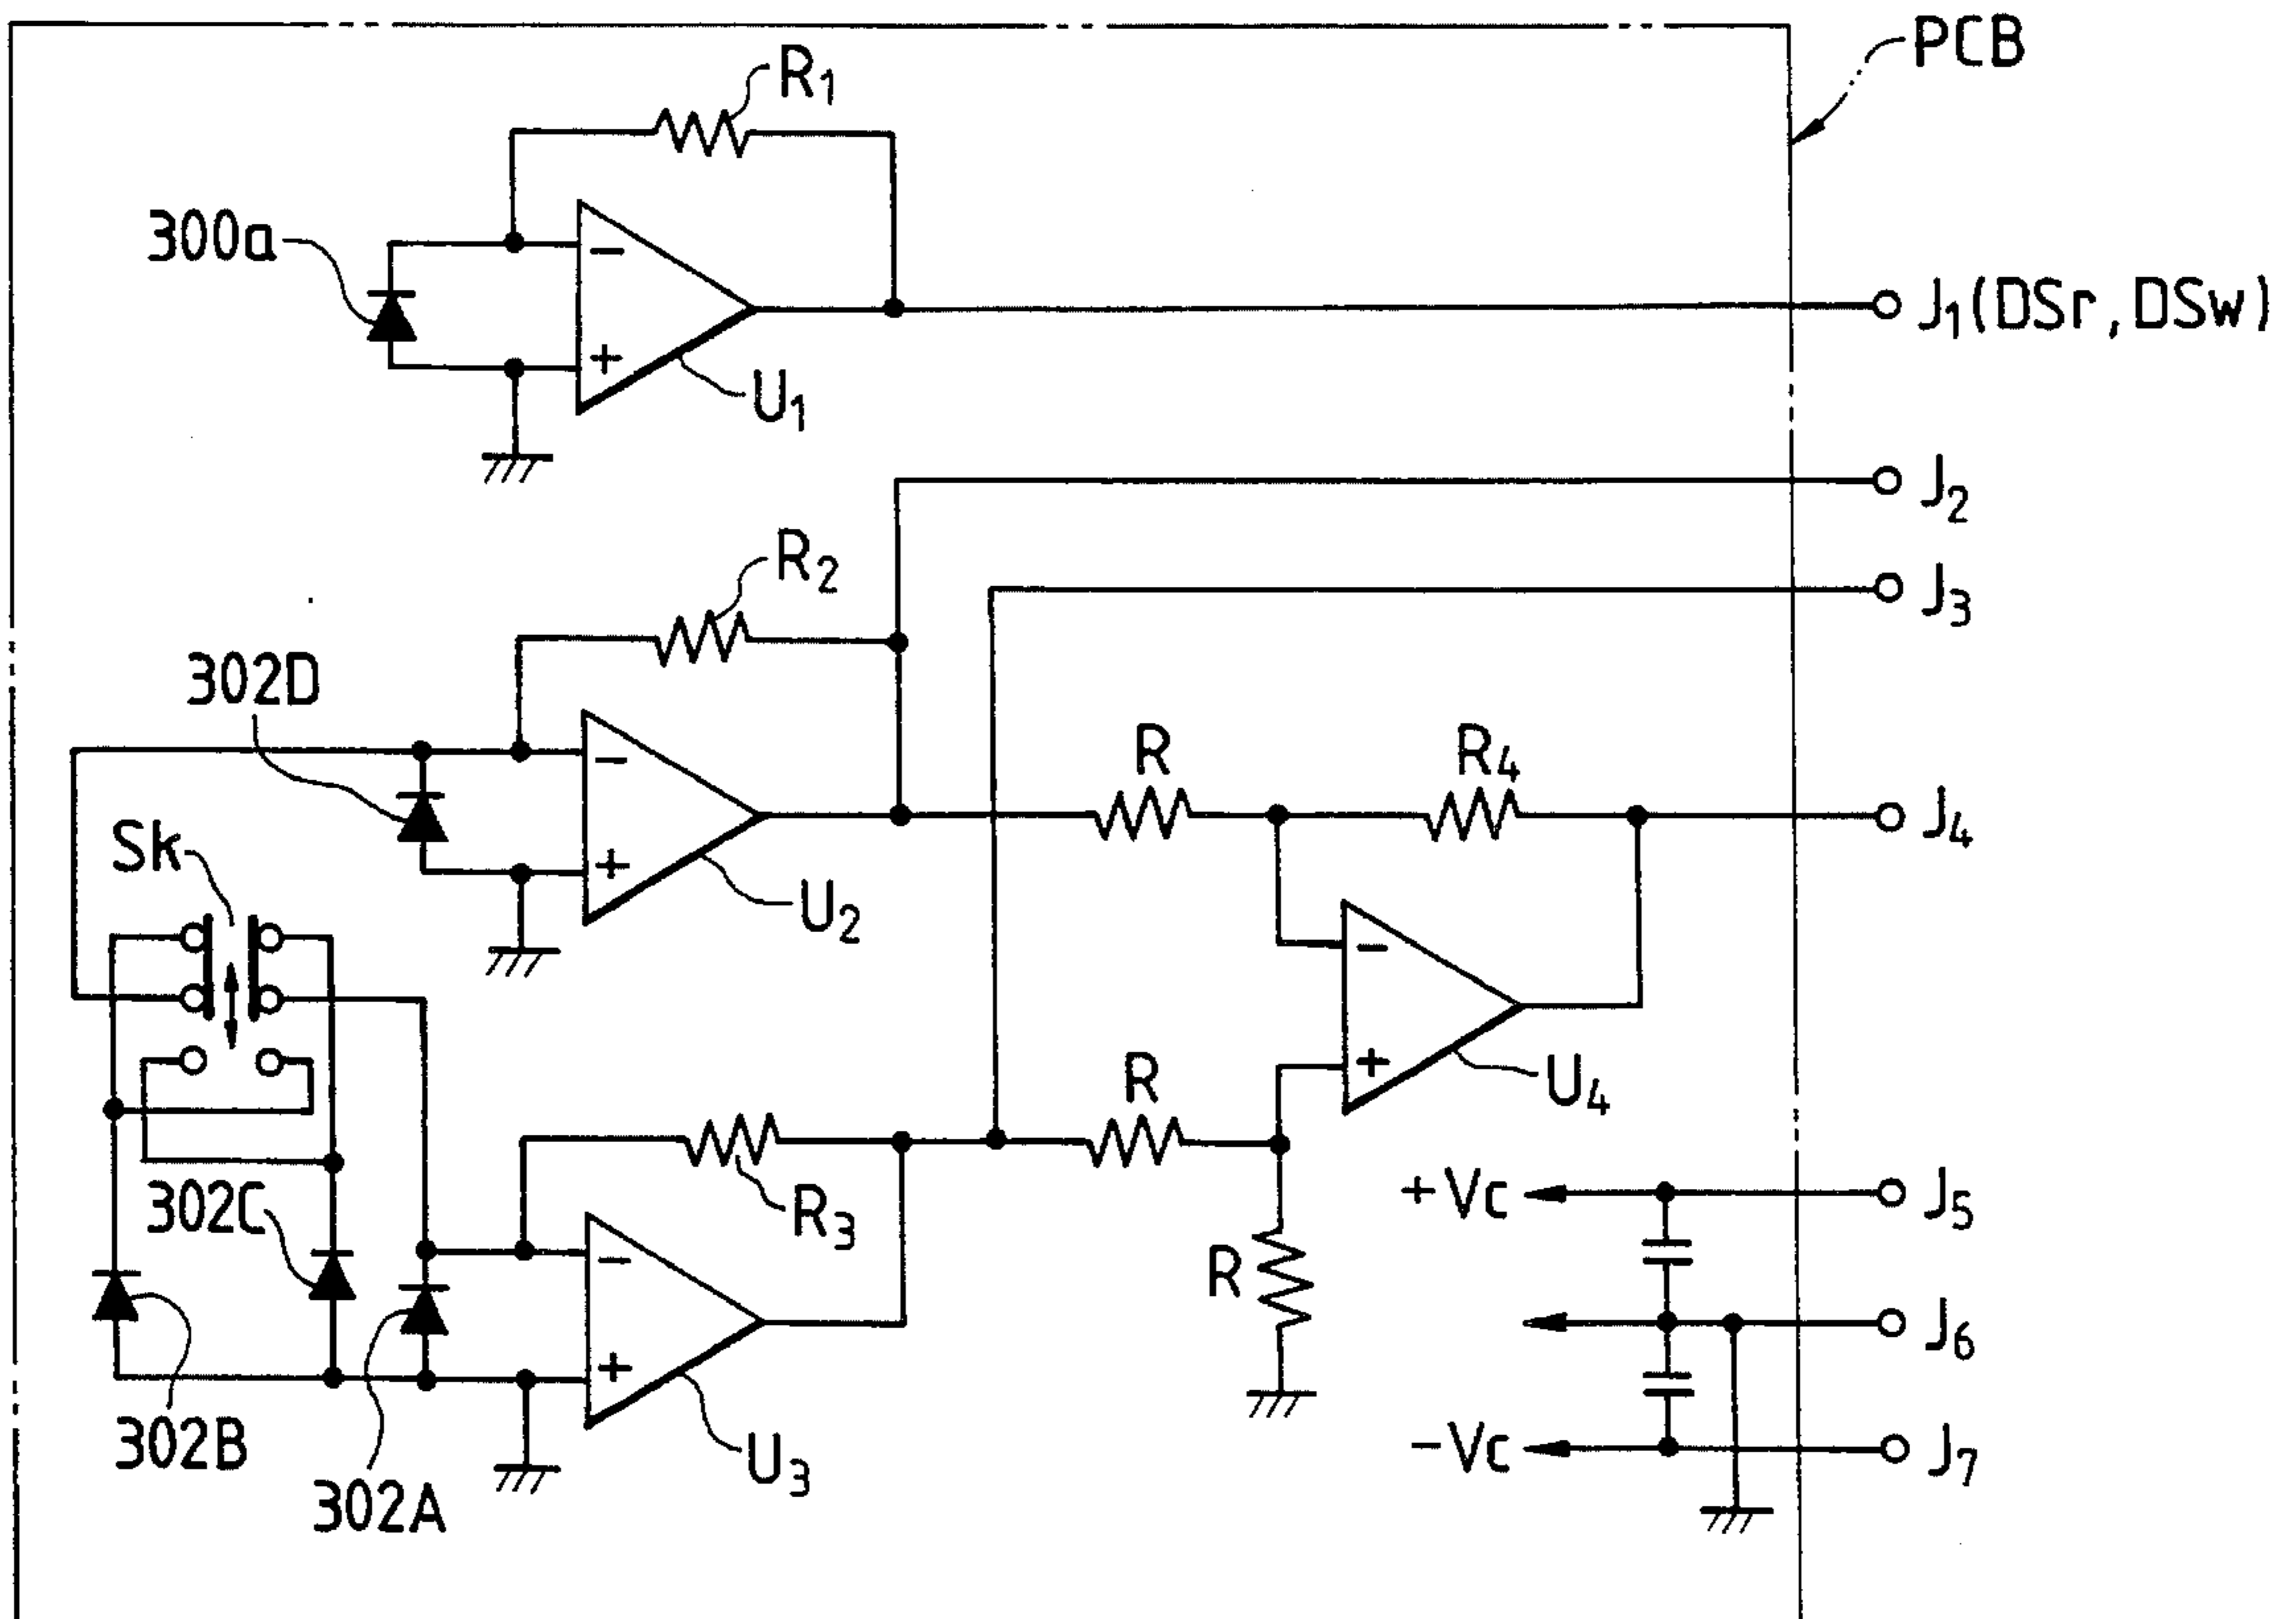 PCB
R1
300a
-
+
U1
J1(DSr, DSw)
J2
R2
J3
302D
-
+
U2
R
R4
J4
Sk
-
+
U4
R
R3
302C
-
+
U3
R
+Vc
J5
J6
302B
302A
-Vc
J7